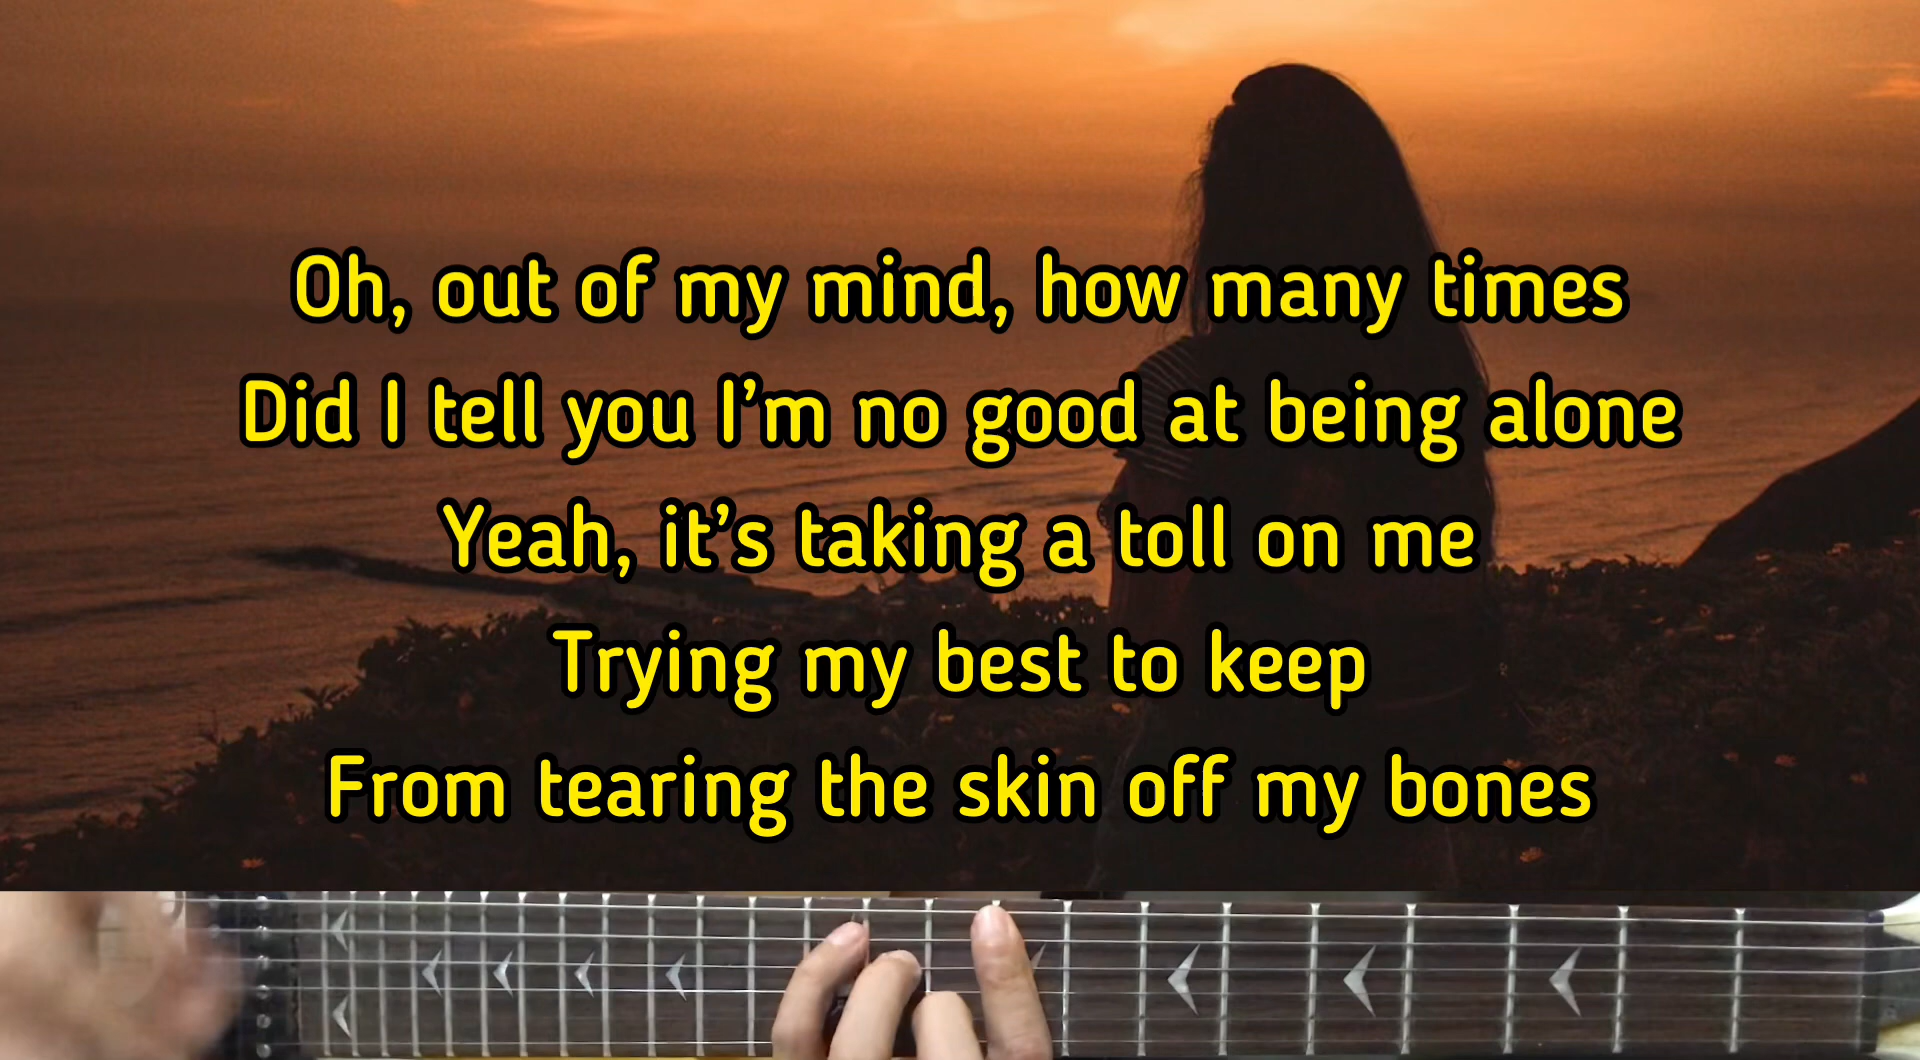 Oh, out of my mind, how many times
Did I tell you I’m no good at being alone
Yeah, it’s taking a toll on me
Trying my best to keep
From tearing the skin off my bones